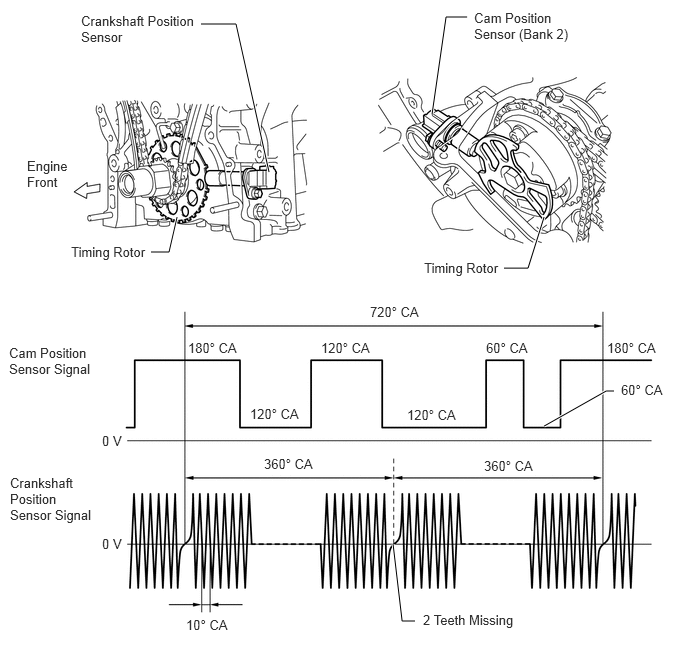 Crankshaft Position
Sensor
Cam Position
Sensor (Bank 2)
Engine
Front
Timing Rotor
Timing Rotor
720° CA
Cam Position
Sensor Signal
180° CA
120° CA
60° CA
180° CA
60° CA
120° CA
120° CA
0 V
360° CA
360° CA
Crankshaft
Position
Sensor Signal
0 V
10° CA
2 Teeth Missing